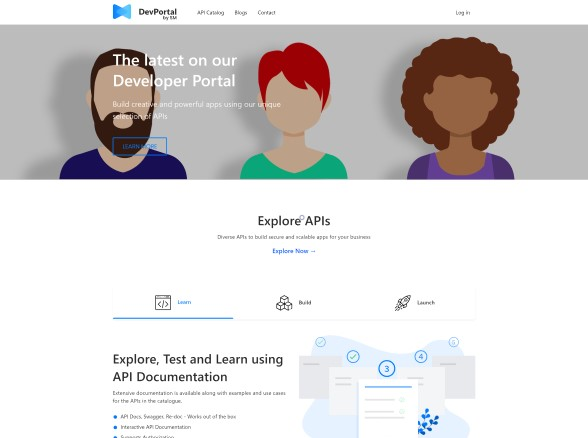 DevPortal
by SM
API Catalog
Blogs
Contact
Log in
The latest on our
Developer Portal
Build creative and powerful apps using our unique
selection of APIs
LEARN MORE
Explore APIs
Diverse APIs to build secure and scalable apps for your business
Explore Now →
Learn
Build
Launch
Explore, Test and Learn using
API Documentation
Extensive documentation is available along with examples and use cases
for the APIs in the catalogue.
API Docs, Swagger, Re-doc - Works out of the box
Interactive API Documentation
Supports Authorization
3
4